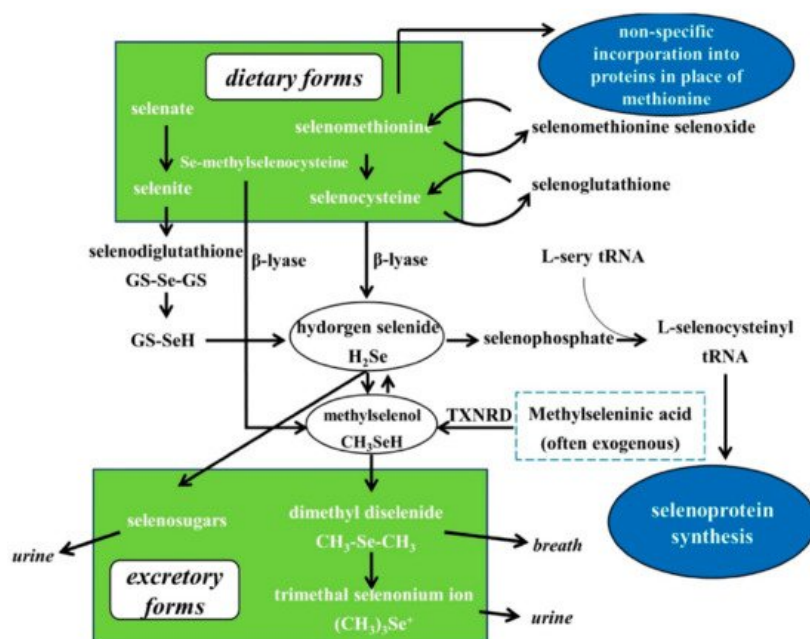 non-specific
incorporation into
proteins in place of
methionine
dietary forms
selenate
selenomethionine
selenomethionine selenoxide
Se-methylselenocysteine
selenite
selenocysteine
selenoglutathione
selenodiglutathione
GS-Se-GS
β-lyase
β-lyase
L-sery tRNA
GS-SeH
hydorgen selenide
H₂Se
selenophosphate
L-selenocysteinyl
tRNA
methylselenol
CH₃SeH
TXNRD
Methylseleninic acid
(often exogenous)
selenosugars
dimethyl diselenide
CH₃-Se-CH₃
urine
breath
selenoprotein
synthesis
excretory
forms
trimethal selenonium ion
(CH₃)₃Se⁺
urine